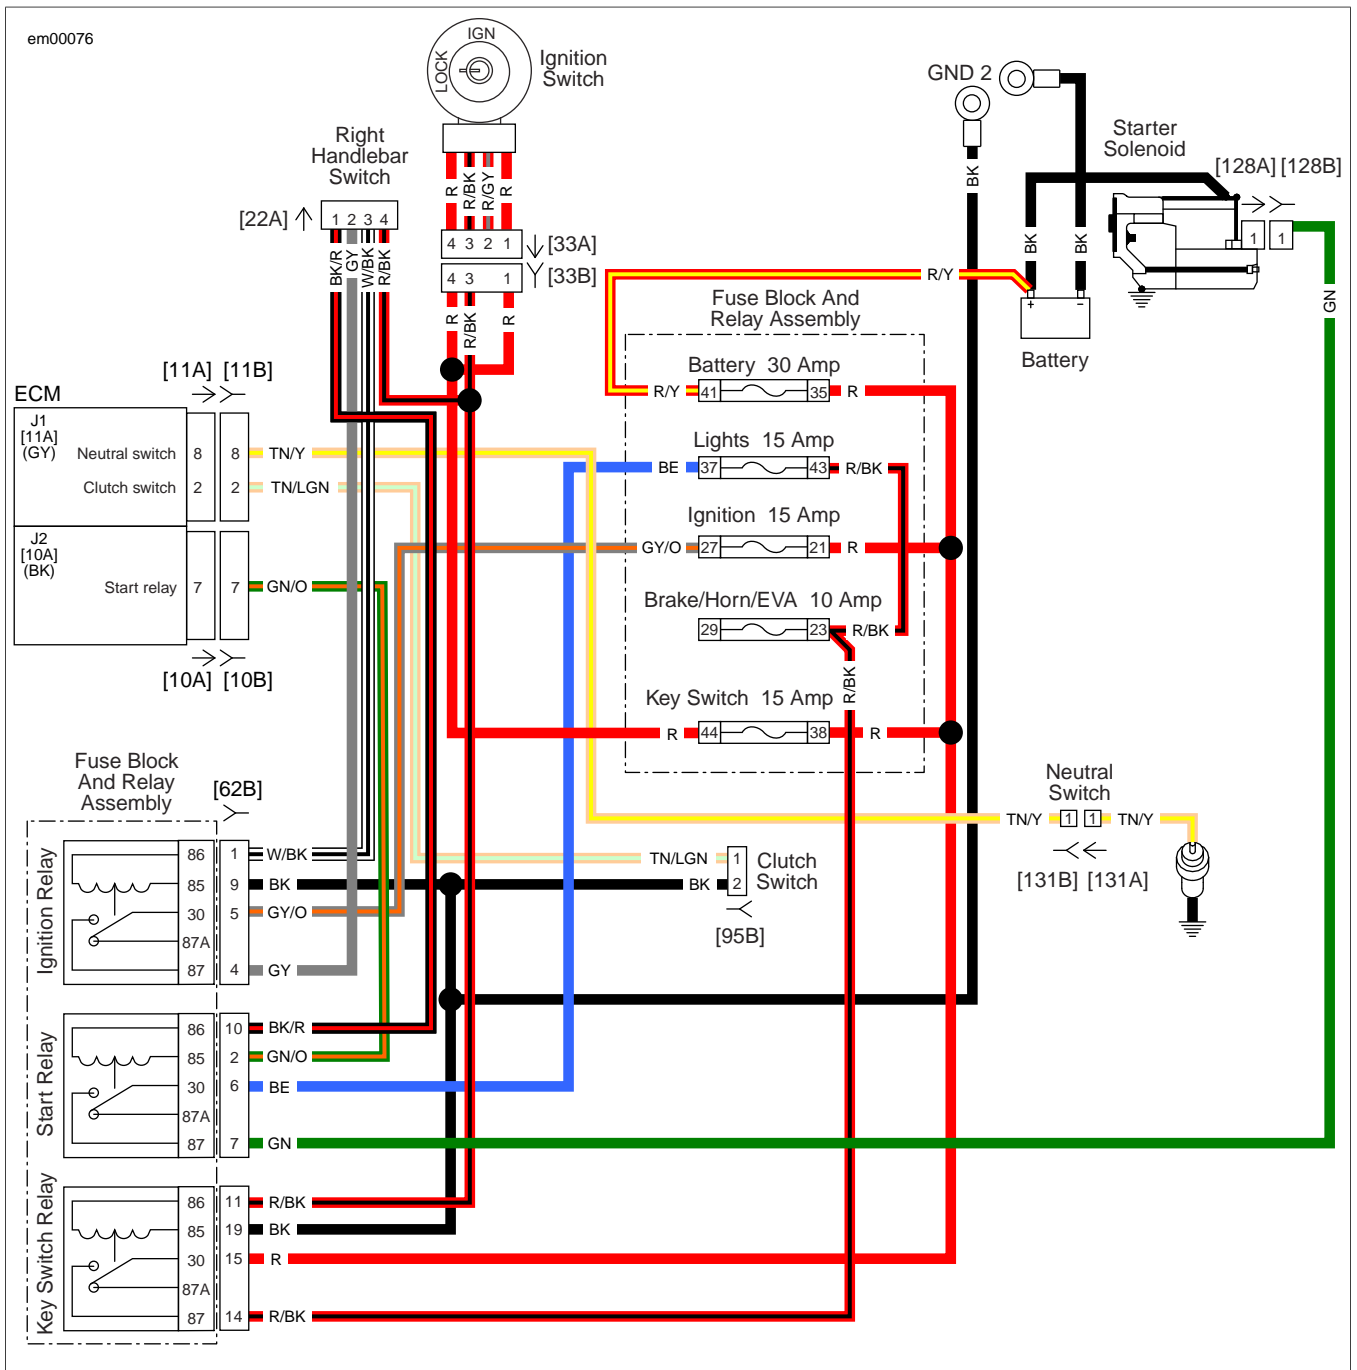 em00076
IGN
LOCK
Ignition
Switch
GND 2
Starter
Solenoid
[128A] [128B]
1 1
Right
Handlebar
Switch
[22A]
1 2 3 4
BK/R
GY
W/BK
R/BK
R
R/BK
R/GY
R
4 3 2 1
[33A]
4 3 1
[33B]
R
R/BK
R
BK
BK
BK
GN
R/Y
+ -
Battery
Fuse Block And
Relay Assembly
Battery 30 Amp
R/Y 41 35 R
Lights 15 Amp
BE 37 43 R/BK
Ignition 15 Amp
GY/O 27 21 R
Brake/Horn/EVA 10 Amp
29 23 R/BK
R/BK
Key Switch 15 Amp
R 44 38 R
[11A] [11B]
ECM
J1
[11A]
(GY)
Neutral switch 8 8 TN/Y
Clutch switch 2 2 TN/LGN
J2
[10A]
(BK)
Start relay 7 7 GN/O
[10A] [10B]
Neutral
Switch
TN/Y 1 1 TN/Y
[131B] [131A]
TN/LGN 1
BK 2
Clutch
Switch
[95B]
Fuse Block
And Relay
Assembly
[62B]
Ignition Relay
86 1 W/BK
85 9 BK
30 5 GY/O
87A
87 4 GY
Start Relay
86 10 BK/R
85 2 GN/O
30 6 BE
87A
87 7 GN
Key Switch Relay
86 11 R/BK
85 19 BK
30 15 R
87A
87 14 R/BK